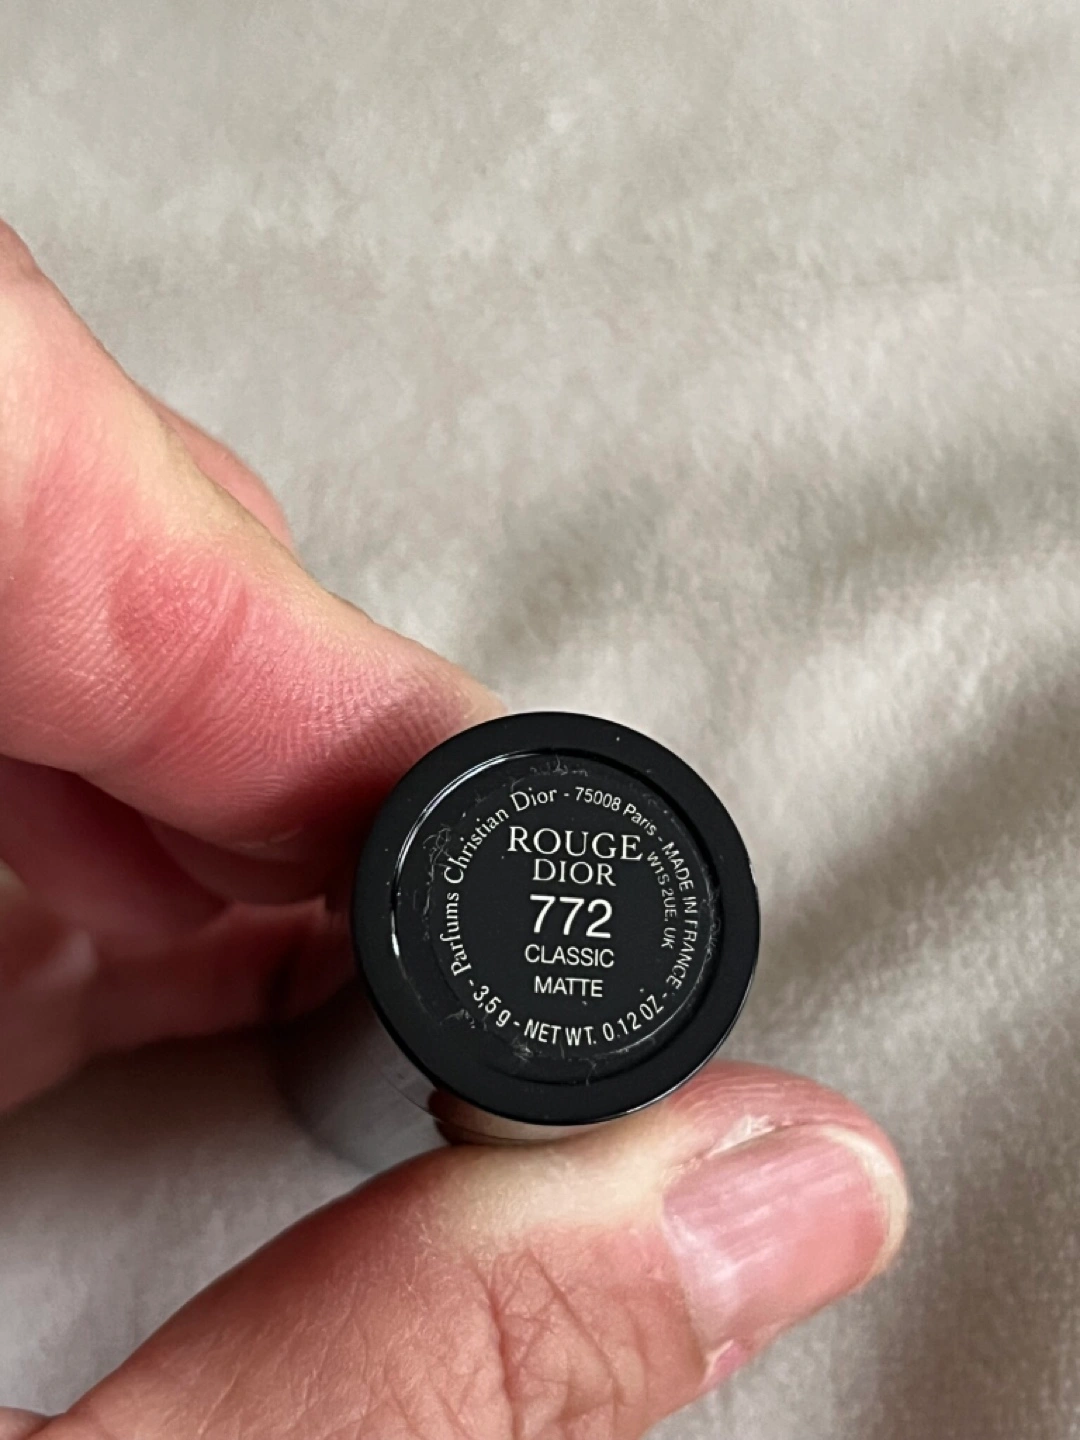 ROUGE
DIOR
772
CLASSIC
MATTE
Parfums Christian Dior - 75008 Paris - MADE IN FRANCE - 3,5 g - NET WT. 0.12 OZ -
W1S 2UE. UK